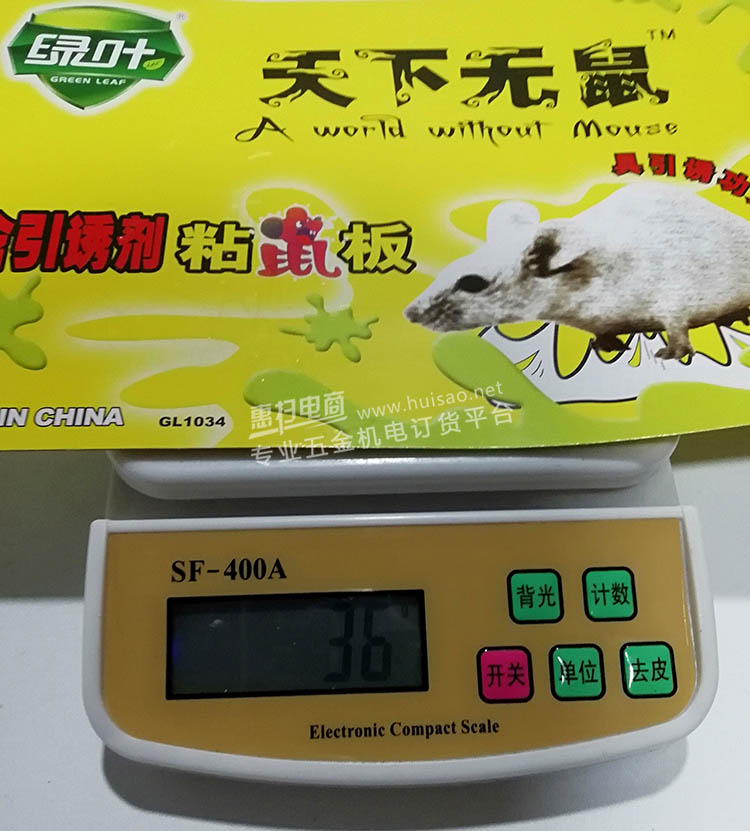 绿叶®
GREEN LEAF
天下无鼠™
A world without Mouse
具引诱功
含引诱剂 粘鼠板
IN CHINA
GL1034
惠扫电商 www.huisao.net
专业五金机电订货平台
SF-400A
36
背光 计数
开关 单位 去皮
Electronic Compact Scale